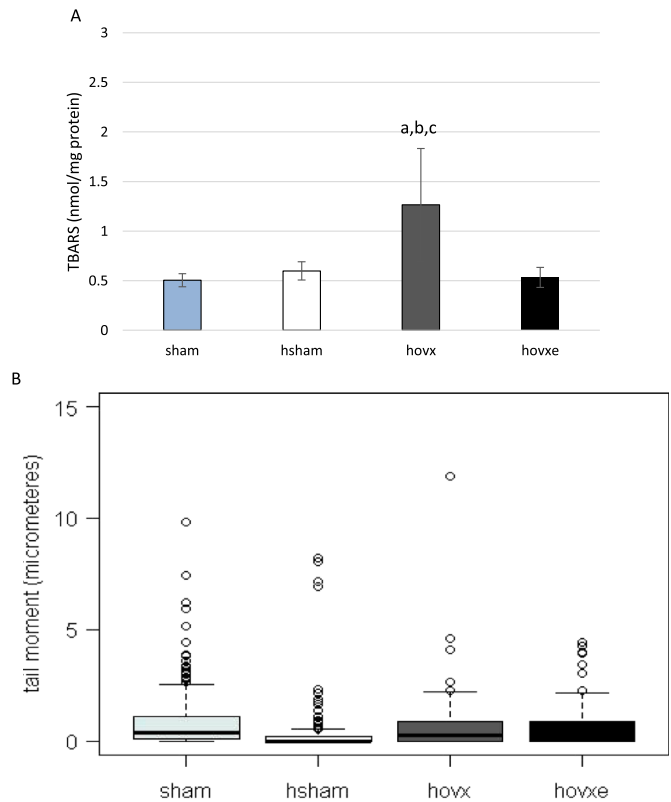 A
3
2.5
2
1.5
1
0.5
0
TBARS (nmol/mg protein)
a,b,c
sham hsham hovx hovxe
B
15
10
5
0
tail moment (micrometeres)
sham hsham hovx hovxe